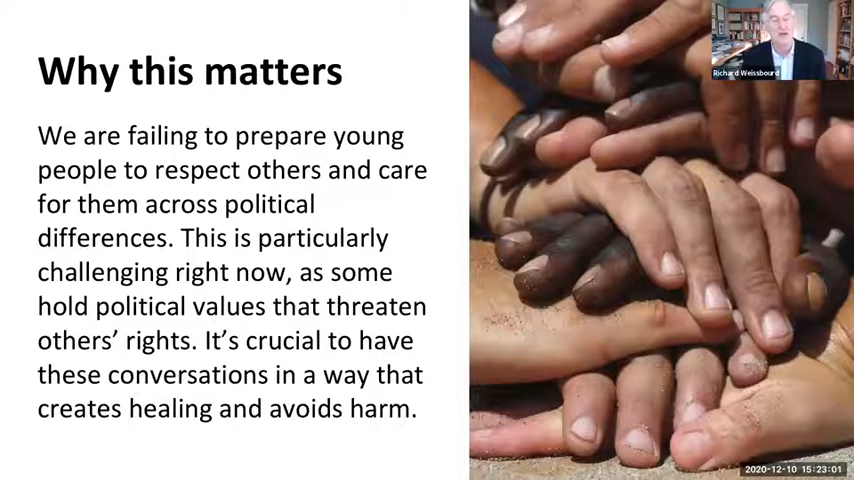 Why this matters
We are failing to prepare young
people to respect others and care
for them across political
differences. This is particularly
challenging right now, as some
hold political values that threaten
others’ rights. It’s crucial to have
these conversations in a way that
creates healing and avoids harm.
Richard Weissbourd
2020-12-10 15:23:01